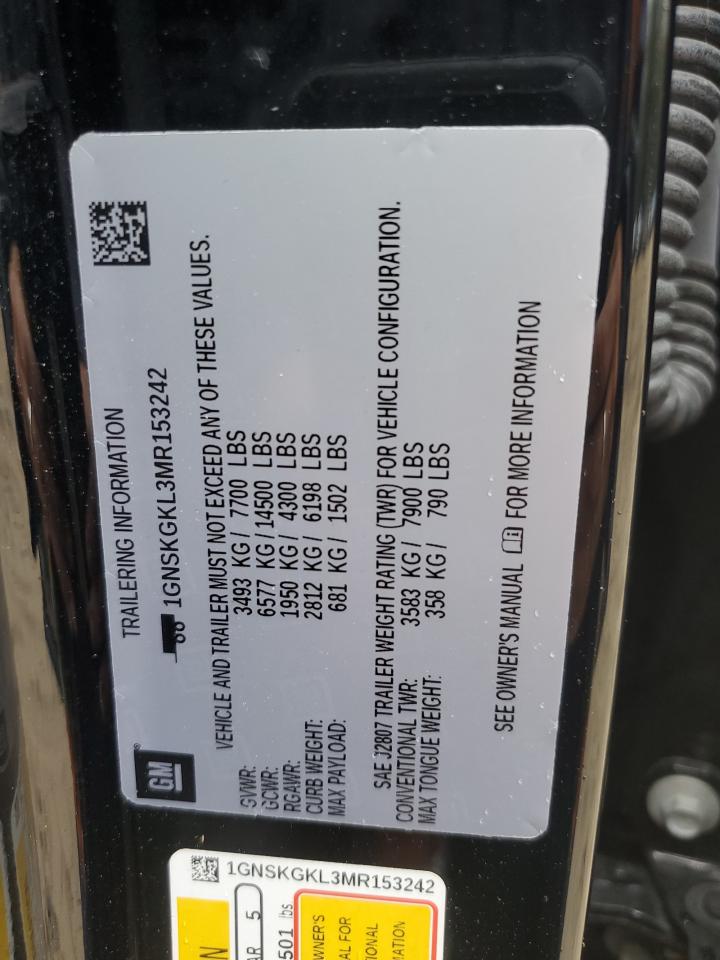 GM
TRAILERING INFORMATION
1GNSKGKL3MR153242
VEHICLE AND TRAILER MUST NOT EXCEED ANY OF THESE VALUES.
GVWR: 3493 KG / 7700 LBS
GCWR: 6577 KG / 14500 LBS
RGAWR: 1950 KG / 4300 LBS
CURB WEIGHT: 2812 KG / 6198 LBS
MAX PAYLOAD: 681 KG / 1502 LBS
SAE J2807 TRAILER WEIGHT RATING (TWR) FOR VEHICLE CONFIGURATION.
CONVENTIONAL TWR: 3583 KG / 7900 LBS
MAX TONGUE WEIGHT: 358 KG / 790 LBS
SEE OWNER'S MANUAL FOR MORE INFORMATION
1GNSKGKL3MR153242
5
lbs